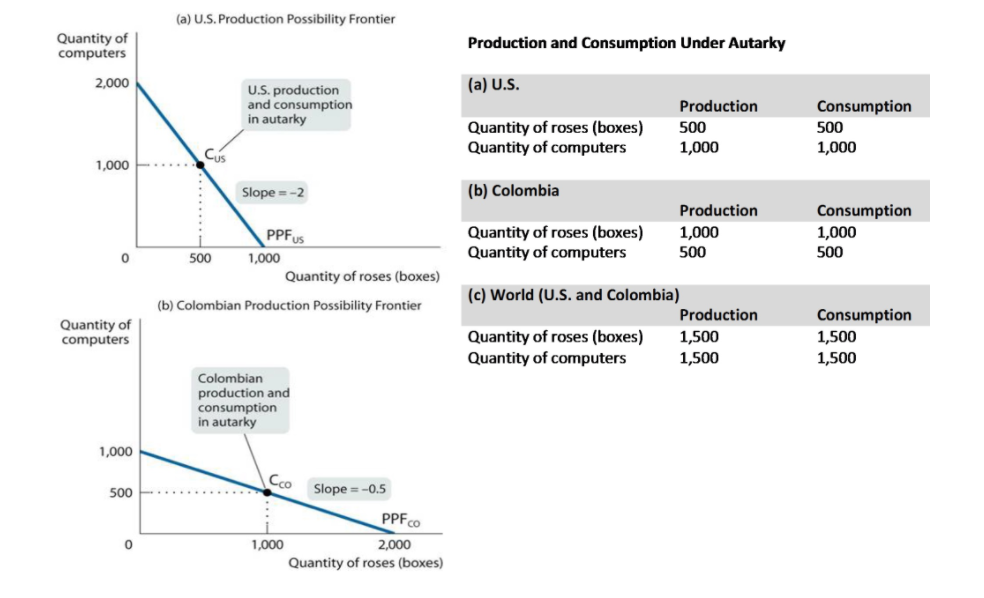 (a) U.S. Production Possibility Frontier
Quantity of
computers
2,000
U.S. production
and consumption
in autarky
C US
1,000
Slope = –2
PPF US
0 500 1,000
Quantity of roses (boxes)
(b) Colombian Production Possibility Frontier
Quantity of
computers
Colombian
production and
consumption
in autarky
1,000
C CO
Slope = –0.5
500
PPF CO
0 1,000 2,000
Quantity of roses (boxes)
Production and Consumption Under Autarky
(a) U.S.
Production Consumption
Quantity of roses (boxes) 500 500
Quantity of computers 1,000 1,000
(b) Colombia
Production Consumption
Quantity of roses (boxes) 1,000 1,000
Quantity of computers 500 500
(c) World (U.S. and Colombia)
Production Consumption
Quantity of roses (boxes) 1,500 1,500
Quantity of computers 1,500 1,500